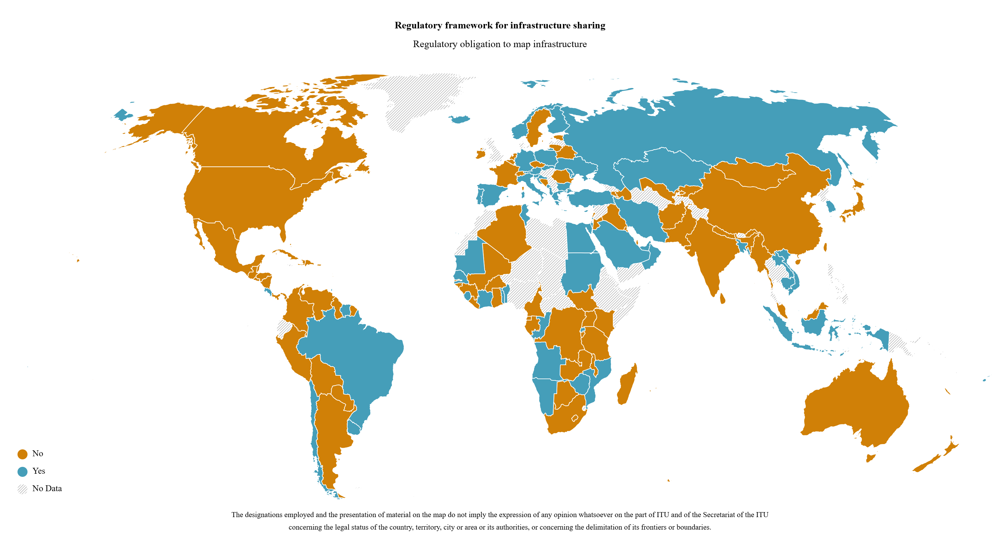 Regulatory framework for infrastructure sharing
Regulatory obligation to map infrastructure
No
Yes
No Data
The designations employed and the presentation of material on the map do not imply the expression of any opinion whatsoever on the part of ITU and of the Secretariat of the ITU
concerning the legal status of the country, territory, city or area or its authorities, or concerning the delimitation of its frontiers or boundaries.